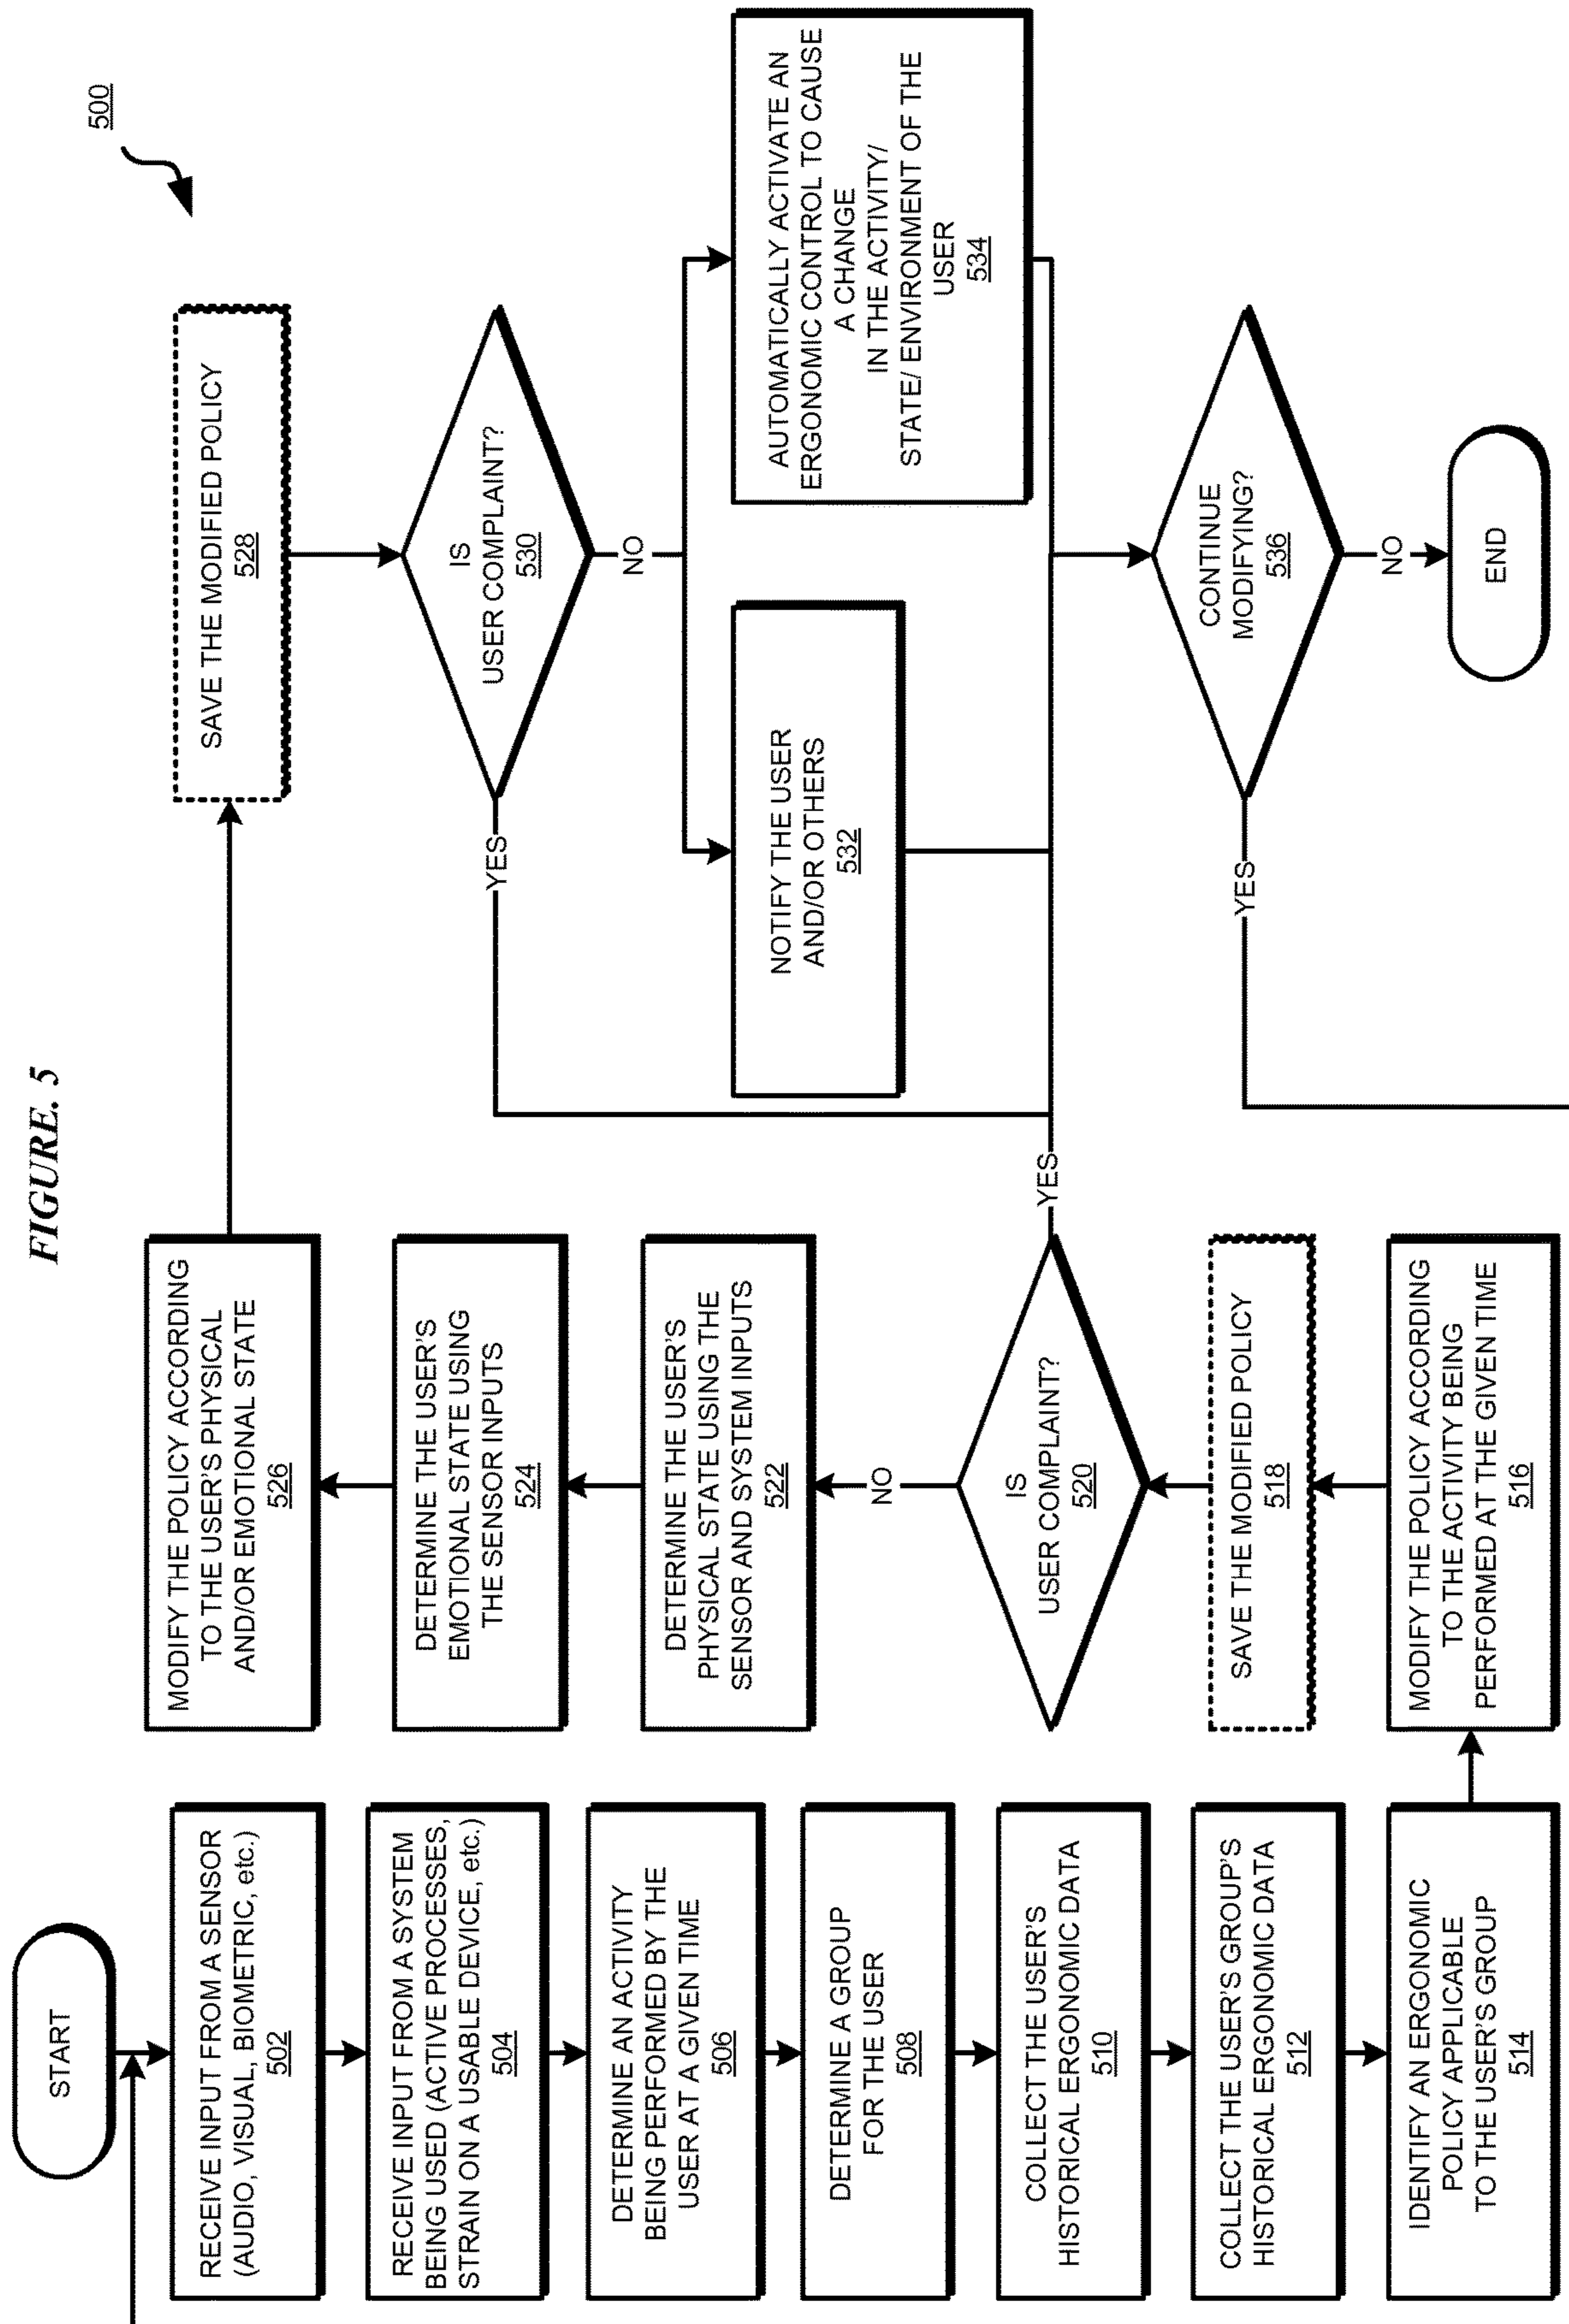 FIGURE. 5
500
START
RECEIVE INPUT FROM A SENSOR
(AUDIO, VISUAL, BIOMETRIC, etc.)
502
RECEIVE INPUT FROM A SYSTEM
BEING USED (ACTIVE PROCESSES,
STRAIN ON A USABLE DEVICE, etc.)
504
DETERMINE AN ACTIVITY
BEING PERFORMED BY THE
USER AT A GIVEN TIME
506
DETERMINE A GROUP
FOR THE USER
508
COLLECT THE USER'S
HISTORICAL ERGONOMIC DATA
510
COLLECT THE USER'S GROUP'S
HISTORICAL ERGONOMIC DATA
512
IDENTIFY AN ERGONOMIC
POLICY APPLICABLE
TO THE USER'S GROUP
514
MODIFY THE POLICY ACCORDING
TO THE ACTIVITY BEING
PERFORMED AT THE GIVEN TIME
516
SAVE THE MODIFIED POLICY
518
IS
USER COMPLAINT?
520
YES
NO
DETERMINE THE USER'S
PHYSICAL STATE USING THE
SENSOR AND SYSTEM INPUTS
522
DETERMINE THE USER'S
EMOTIONAL STATE USING
THE SENSOR INPUTS
524
MODIFY THE POLICY ACCORDING
TO THE USER'S PHYSICAL
AND/OR EMOTIONAL STATE
526
SAVE THE MODIFIED POLICY
528
IS
USER COMPLAINT?
530
YES
NO
NOTIFY THE USER
AND/OR OTHERS
532
AUTOMATICALLY ACTIVATE AN
ERGONOMIC CONTROL TO CAUSE
A CHANGE
IN THE ACTIVITY/
STATE/ ENVIRONMENT OF THE
USER
534
CONTINUE
MODIFYING?
536
YES
NO
END